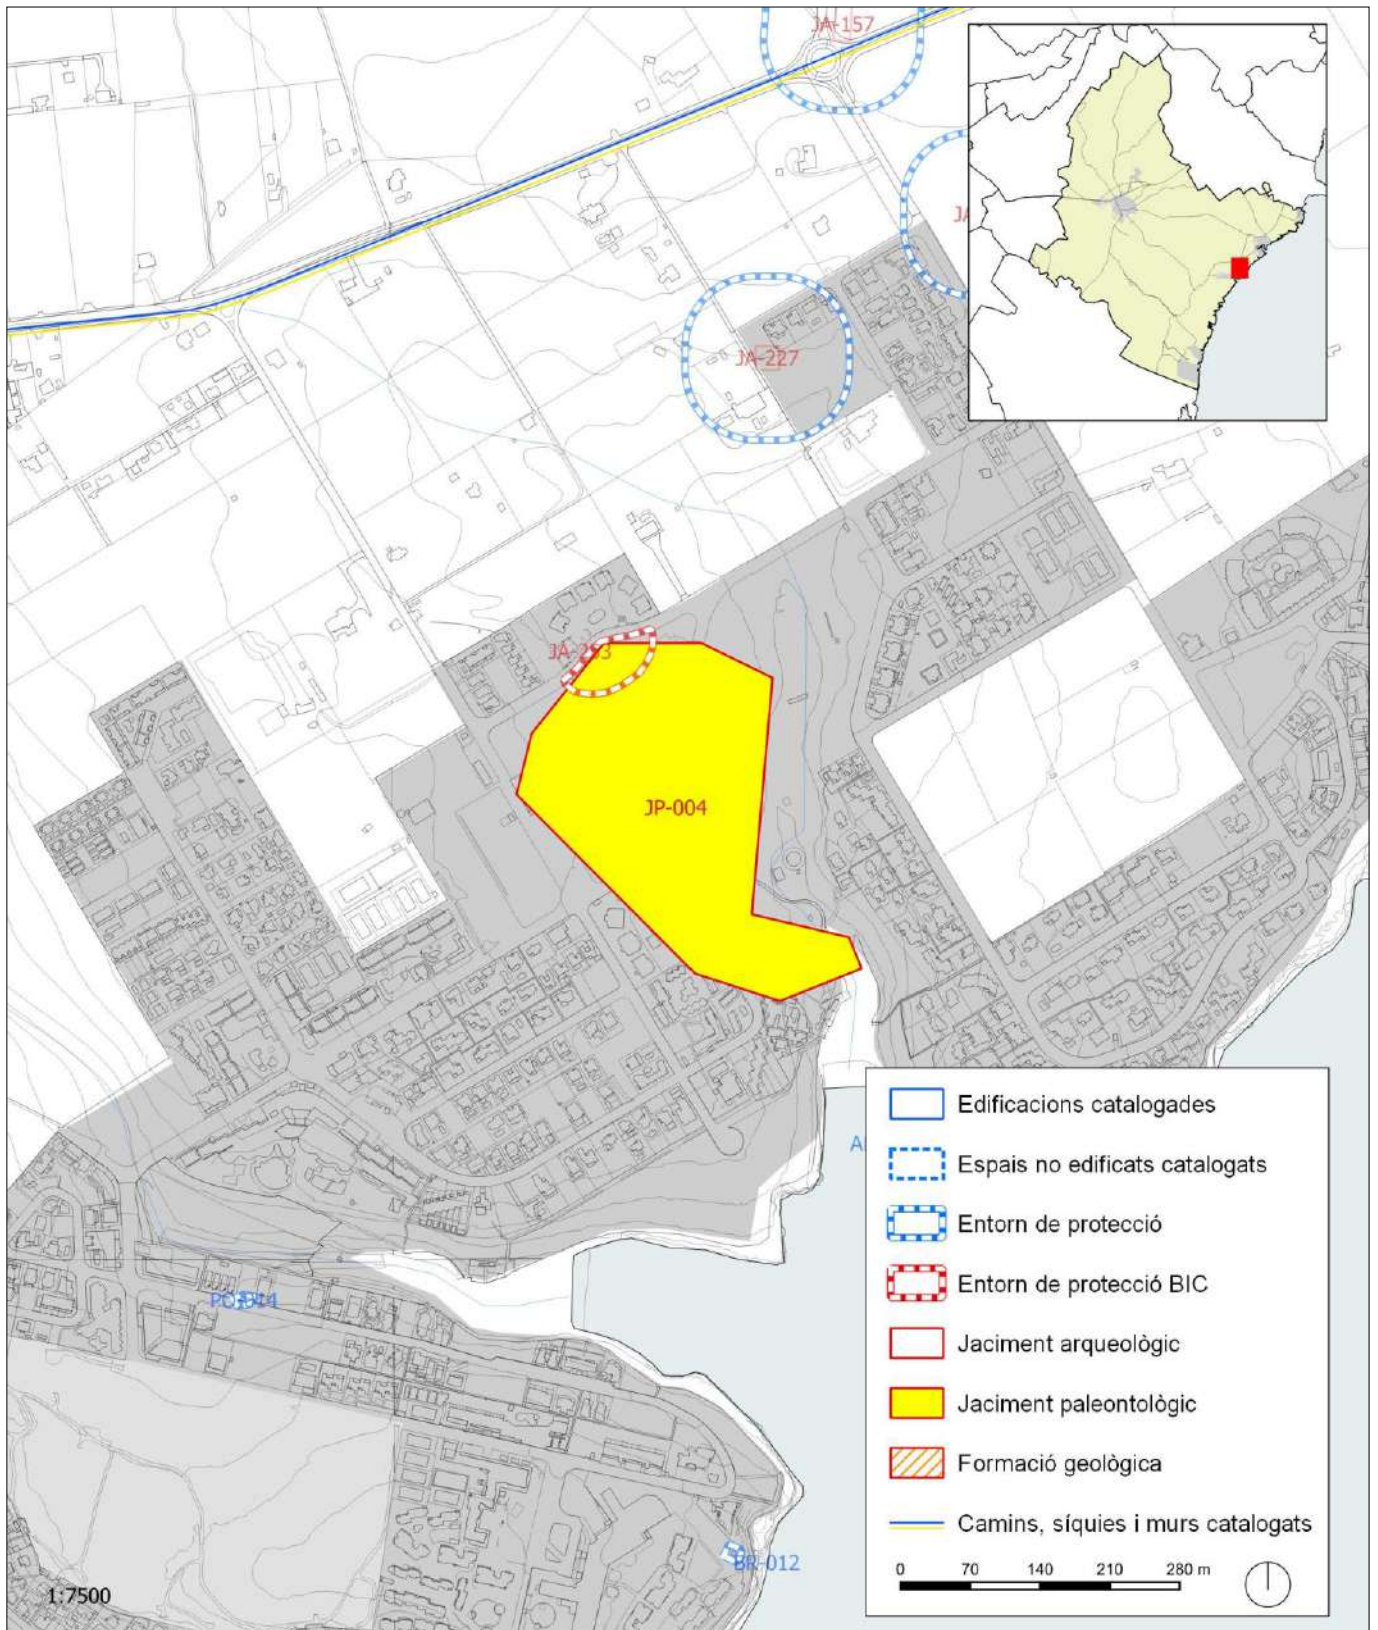 JA-157
JA-227
JA-253
JP-004
Edificacions catalogades
Espais no edificats catalogats
Entorn de protecció
Entorn de protecció BIC
Jaciment arqueològic
Jaciment paleontològic
Formació geològica
Camins, síquies i murs catalogats
0 70 140 210 280 m
BR-012
1:7500